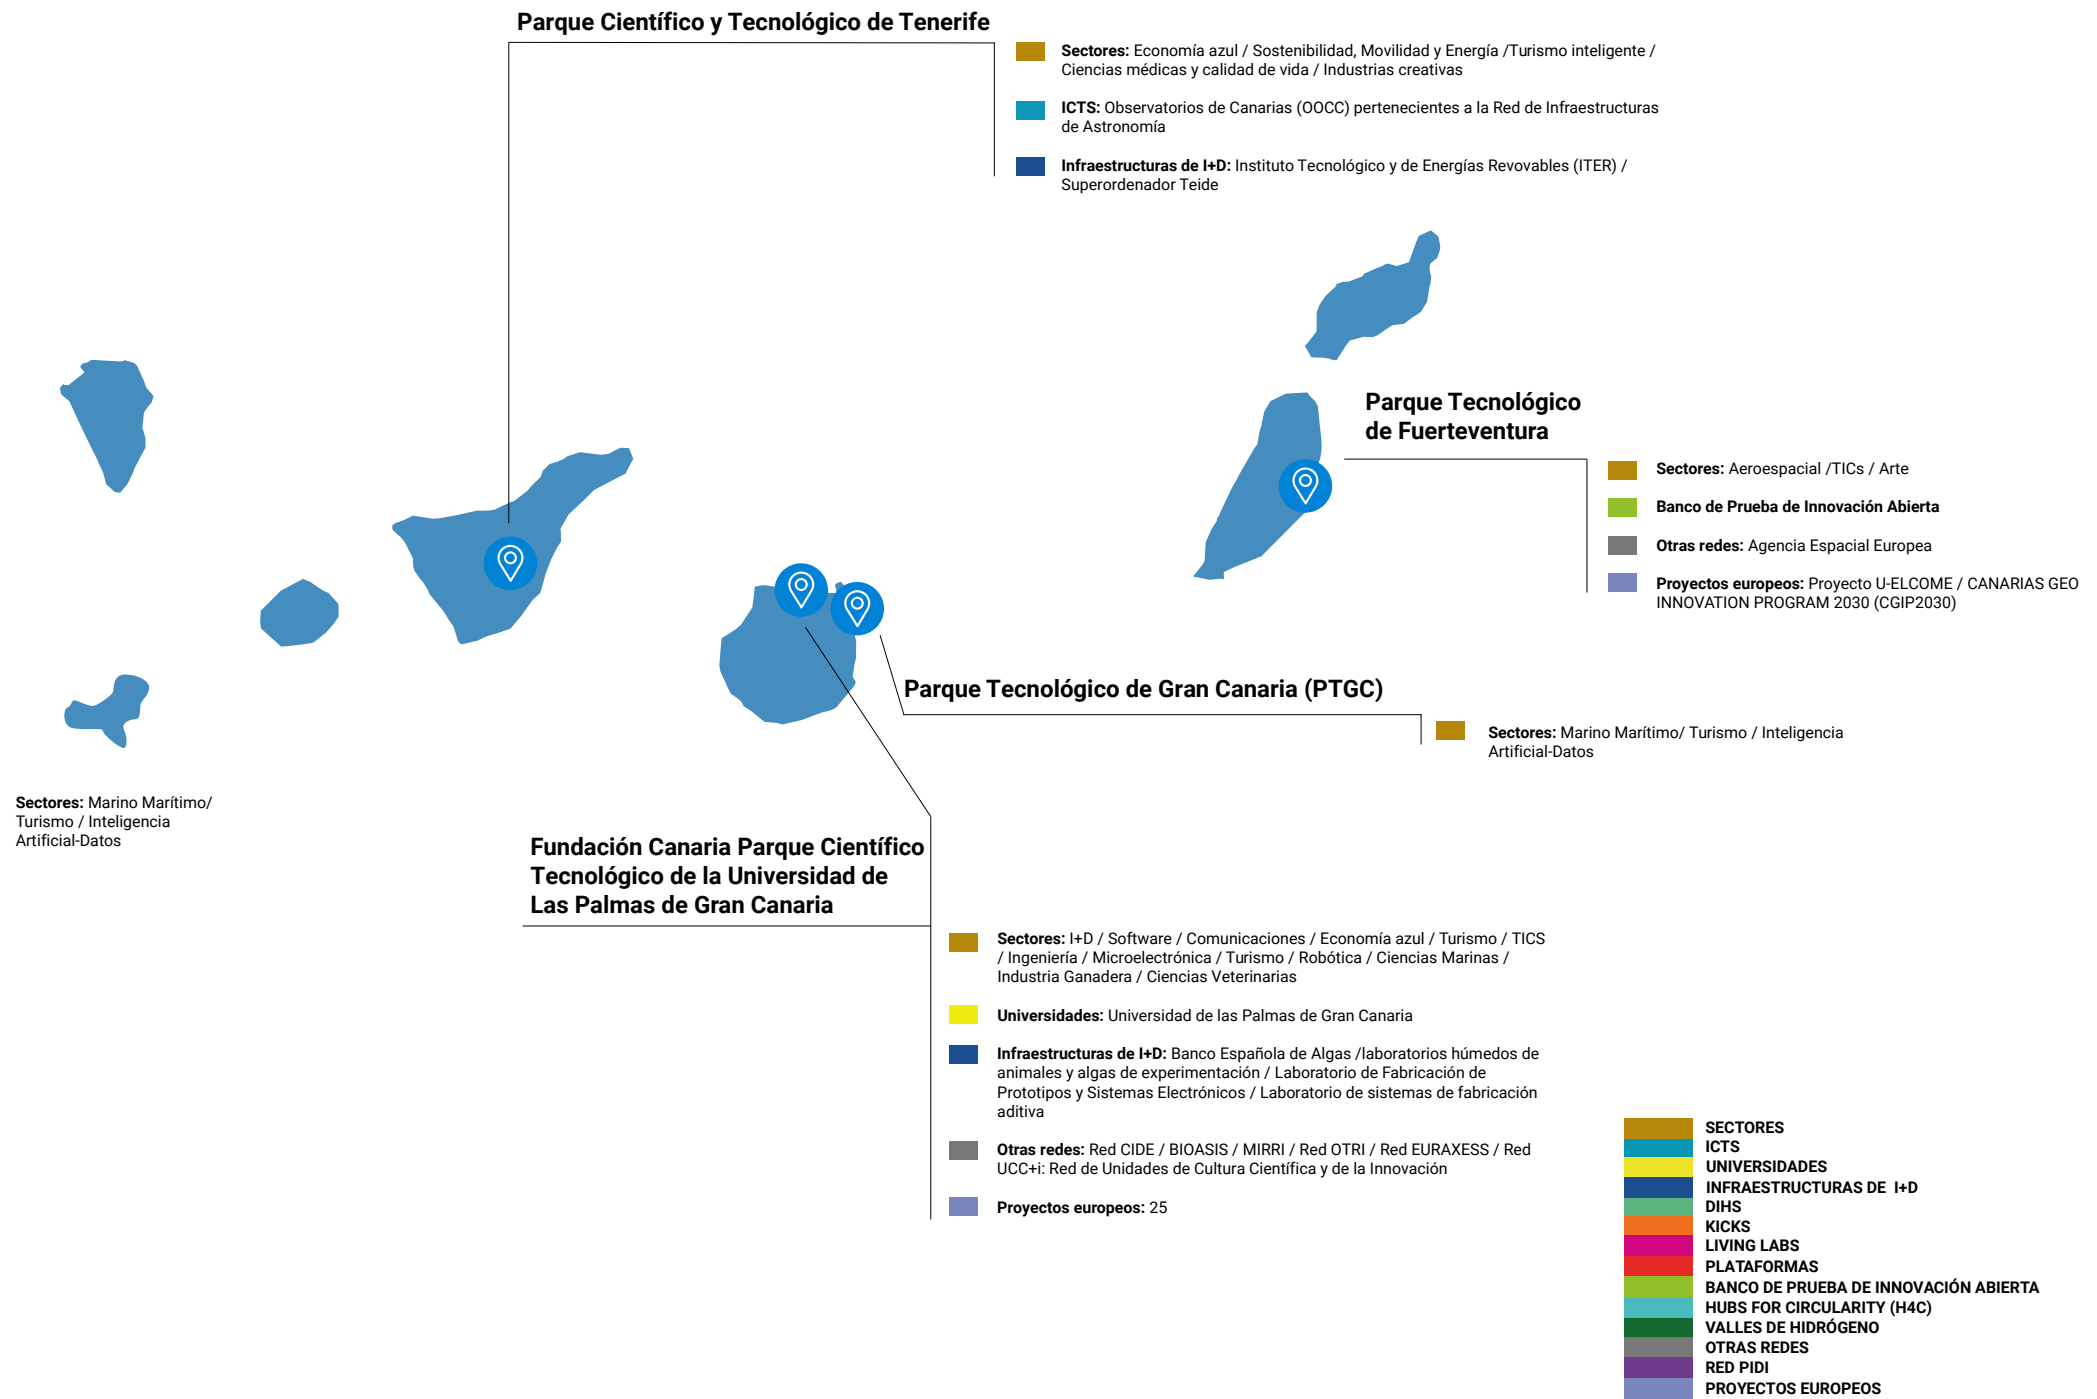 Parque Científico y Tecnológico de Tenerife
Sectores: Economía azul / Sostenibilidad, Movilidad y Energía /Turismo inteligente /
Ciencias médicas y calidad de vida / Industrias creativas
ICTS: Observatorios de Canarias (OOCC) pertenecientes a la Red de Infraestructuras
de Astronomía
Infraestructuras de I+D: Instituto Tecnológico y de Energías Revovables (ITER) /
Superordenador Teide
Parque Tecnológico
de Fuerteventura
Sectores: Aeroespacial /TICs / Arte
Banco de Prueba de Innovación Abierta
Otras redes: Agencia Espacial Europea
Proyectos europeos: Proyecto U-ELCOME / CANARIAS GEO
INNOVATION PROGRAM 2030 (CGIP2030)
Parque Tecnológico de Gran Canaria (PTGC)
Sectores: Marino Marítimo/ Turismo / Inteligencia
Artificial-Datos
Sectores: Marino Marítimo/
Turismo / Inteligencia
Artificial-Datos
Fundación Canaria Parque Científico
Tecnológico de la Universidad de
Las Palmas de Gran Canaria
Sectores: I+D / Software / Comunicaciones / Economía azul / Turismo / TICS
/ Ingeniería / Microelectrónica / Turismo / Robótica / Ciencias Marinas /
Industria Ganadera / Ciencias Veterinarias
Universidades: Universidad de las Palmas de Gran Canaria
Infraestructuras de I+D: Banco Española de Algas /laboratorios húmedos de
animales y algas de experimentación / Laboratorio de Fabricación de
Prototipos y Sistemas Electrónicos / Laboratorio de sistemas de fabricación
aditiva
Otras redes: Red CIDE / BIOASIS / MIRRI / Red OTRI / Red EURAXESS / Red
UCC+i: Red de Unidades de Cultura Científica y de la Innovación
Proyectos europeos: 25
SECTORES
ICTS
UNIVERSIDADES
INFRAESTRUCTURAS DE I+D
DIHS
KICKS
LIVING LABS
PLATAFORMAS
BANCO DE PRUEBA DE INNOVACIÓN ABIERTA
HUBS FOR CIRCULARITY (H4C)
VALLES DE HIDRÓGENO
OTRAS REDES
RED PIDI
PROYECTOS EUROPEOS